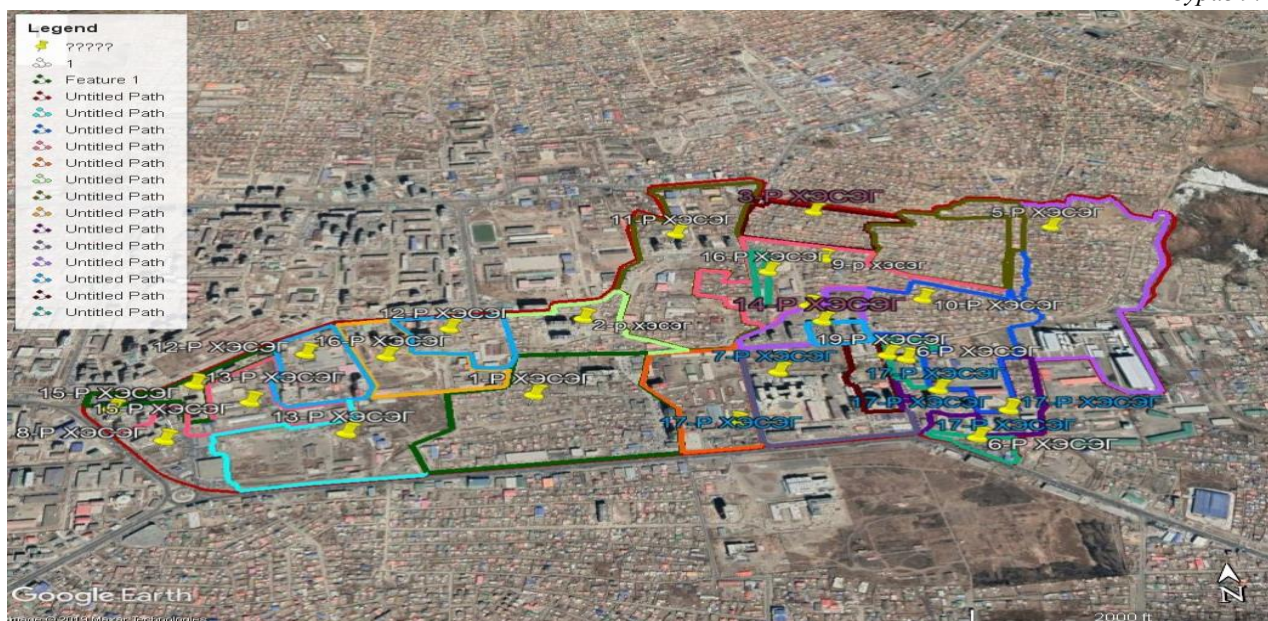 Legend
?????
1
Feature 1
Untitled Path
Untitled Path
Untitled Path
Untitled Path
Untitled Path
Untitled Path
Untitled Path
Untitled Path
Untitled Path
Untitled Path
Untitled Path
Untitled Path
Untitled Path
Untitled Path
3-Р ХЭСЭГ
5-Р ХЭСЭГ
11-Р ХЭСЭГ
16-Р ХЭСЭГ
9-р хэсэг
14-Р ХЭСЭГ
10-Р ХЭСЭГ
12-Р ХЭСЭГ
2-р хэсэг
12-Р ХЭСЭГ
16-Р ХЭСЭГ
19-Р ХЭСЭГ
6-Р ХЭСЭГ
7-Р ХЭСЭГ
13-Р ХЭСЭГ
1-Р ХЭСЭГ
17-Р ХЭСЭГ
15-Р ХЭСЭГ
15-Р ХЭСЭГ
17-Р ХЭСЭГ
17-Р ХЭСЭГ
13-Р ХЭСЭГ
17-Р ХЭСЭГ
17-Р ХЭСЭГ
8-Р ХЭСЭГ
6-Р ХЭСЭГ
Google Earth
2000 ft
N